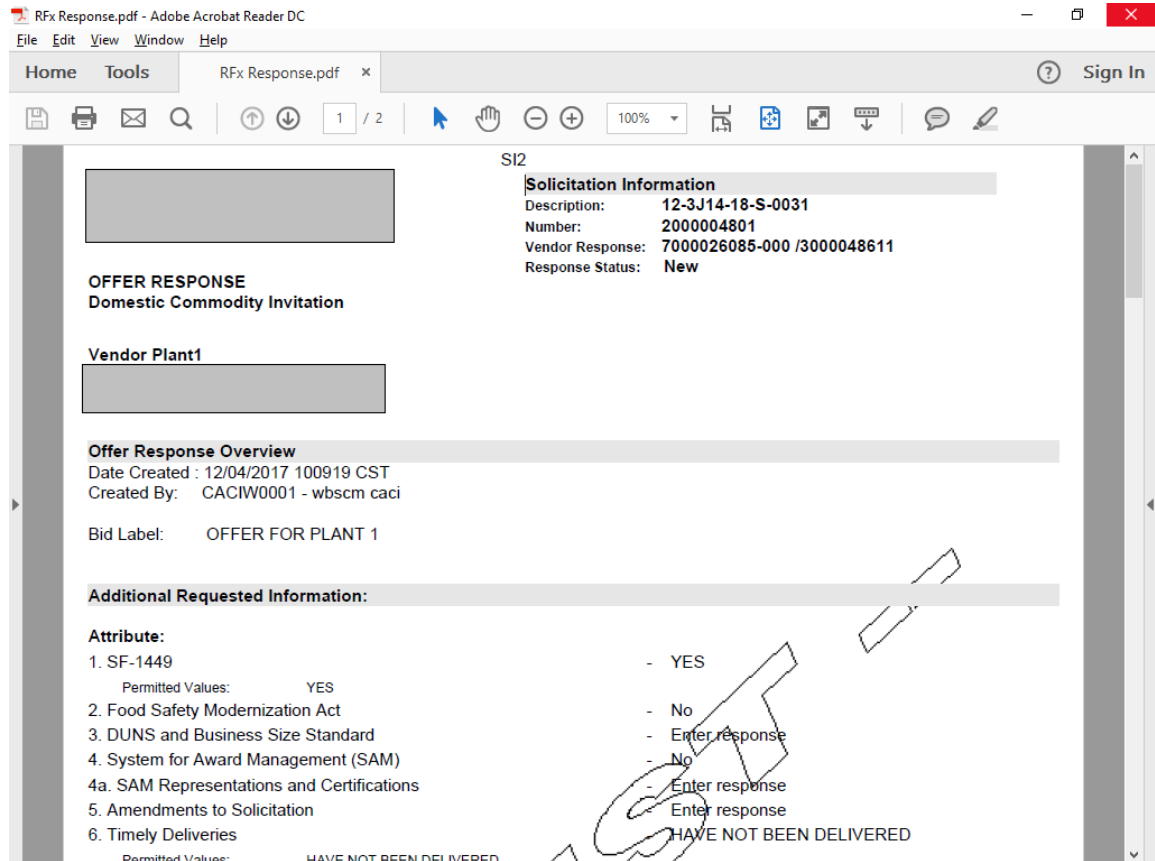 RFx Response.pdf - Adobe Acrobat Reader DC
File Edit View Window Help
Home Tools RFx Response.pdf × ? Sign In
1 / 2 100%
SI2
Solicitation Information
Description: 12-3J14-18-S-0031
Number: 2000004801
Vendor Response: 7000026085-000 /3000048611
Response Status: New
OFFER RESPONSE
Domestic Commodity Invitation
Vendor Plant1
Offer Response Overview
Date Created : 12/04/2017 100919 CST
Created By: CACIW0001 - wbscm caci
Bid Label: OFFER FOR PLANT 1
Additional Requested Information:
Attribute:
1. SF-1449 - YES
Permitted Values: YES
2. Food Safety Modernization Act - No
3. DUNS and Business Size Standard - Enter response
4. System for Award Management (SAM) - No
4a. SAM Representations and Certifications - Enter response
5. Amendments to Solicitation - Enter response
6. Timely Deliveries HAVE NOT BEEN DELIVERED
Permitted Values: HAVE NOT BEEN DELIVERED